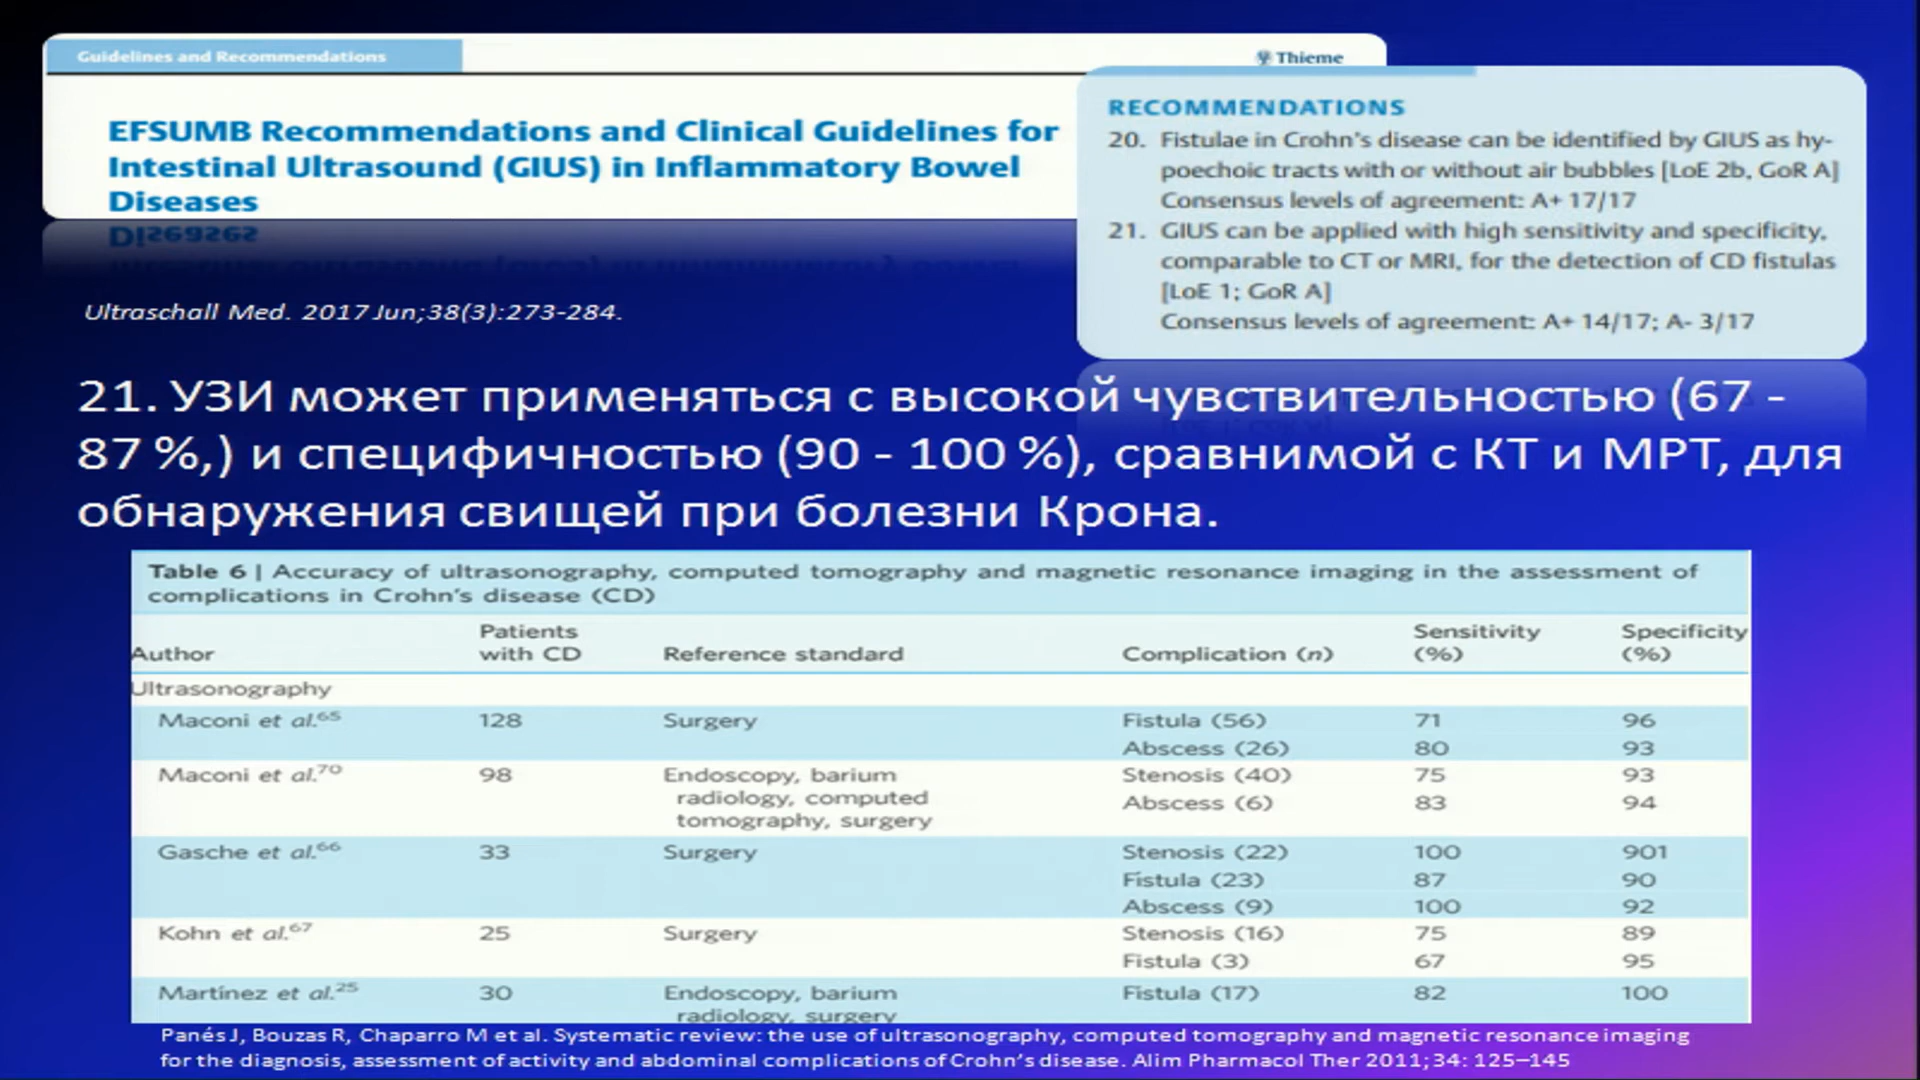 Guidelines and Recommendations
Thieme
EFSUMB Recommendations and Clinical Guidelines for
Intestinal Ultrasound (GIUS) in Inflammatory Bowel
Diseases
Ultraschall Med. 2017 Jun;38(3):273-284.
RECOMMENDATIONS
20. Fistulae in Crohn's disease can be identified by GIUS as hy-
poechoic tracts with or without air bubbles [LoE 2b, GoR A]
Consensus levels of agreement: A+ 17/17
21. GIUS can be applied with high sensitivity and specificity,
comparable to CT or MRI, for the detection of CD fistulas
[LoE 1; GoR A]
Consensus levels of agreement: A+ 14/17; A- 3/17
21. УЗИ может применяться с высокой чувствительностью (67 -
87 %,) и специфичностью (90 - 100 %), сравнимой с КТ и МРТ, для
обнаружения свищей при болезни Крона.
Table 6 | Accuracy of ultrasonography, computed tomography and magnetic resonance imaging in the assessment of
complications in Crohn's disease (CD)
Author Patients with CD Reference standard Complication (n) Sensitivity (%) Specificity (%)
Ultrasonography
Maconi et al.65 128 Surgery Fistula (56) 71 96
Abscess (26) 80 93
Maconi et al.70 98 Endoscopy, barium Stenosis (40) 75 93
radiology, computed Abscess (6) 83 94
tomography, surgery
Gasche et al.66 33 Surgery Stenosis (22) 100 901
Fistula (23) 87 90
Abscess (9) 100 92
Kohn et al.67 25 Surgery Stenosis (16) 75 89
Fistula (3) 67 95
Martínez et al.25 30 Endoscopy, barium Fistula (17) 82 100
radiology, surgery
Panés J, Bouzas R, Chaparro M et al. Systematic review: the use of ultrasonography, computed tomography and magnetic resonance imaging
for the diagnosis, assessment of activity and abdominal complications of Crohn's disease. Alim Pharmacol Ther 2011;34: 125–145